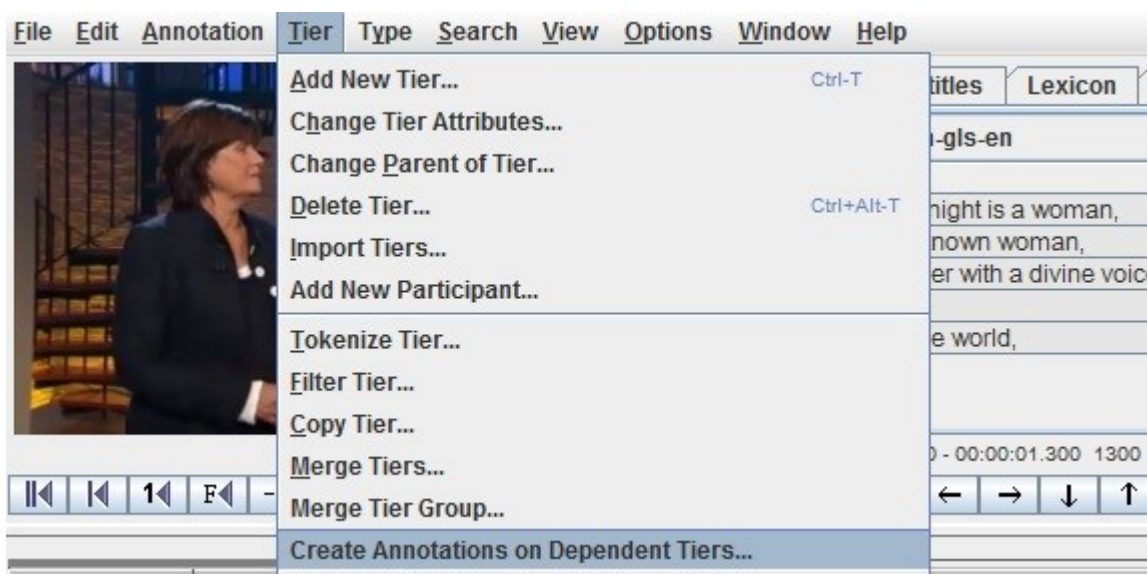 File Edit Annotation Tier Type Search View Options Window Help
Add New Tier... Ctrl-T
Change Tier Attributes...
Change Parent of Tier...
Delete Tier... Ctrl+Alt-T
Import Tiers...
Add New Participant...
Tokenize Tier...
Filter Tier...
Copy Tier...
Merge Tiers...
Merge Tier Group...
Create Annotations on Dependent Tiers...
titles Lexicon
-gls-en
night is a woman,
nown woman,
er with a divine voic
e world,
0 - 00:00:01.300 1300
1 F